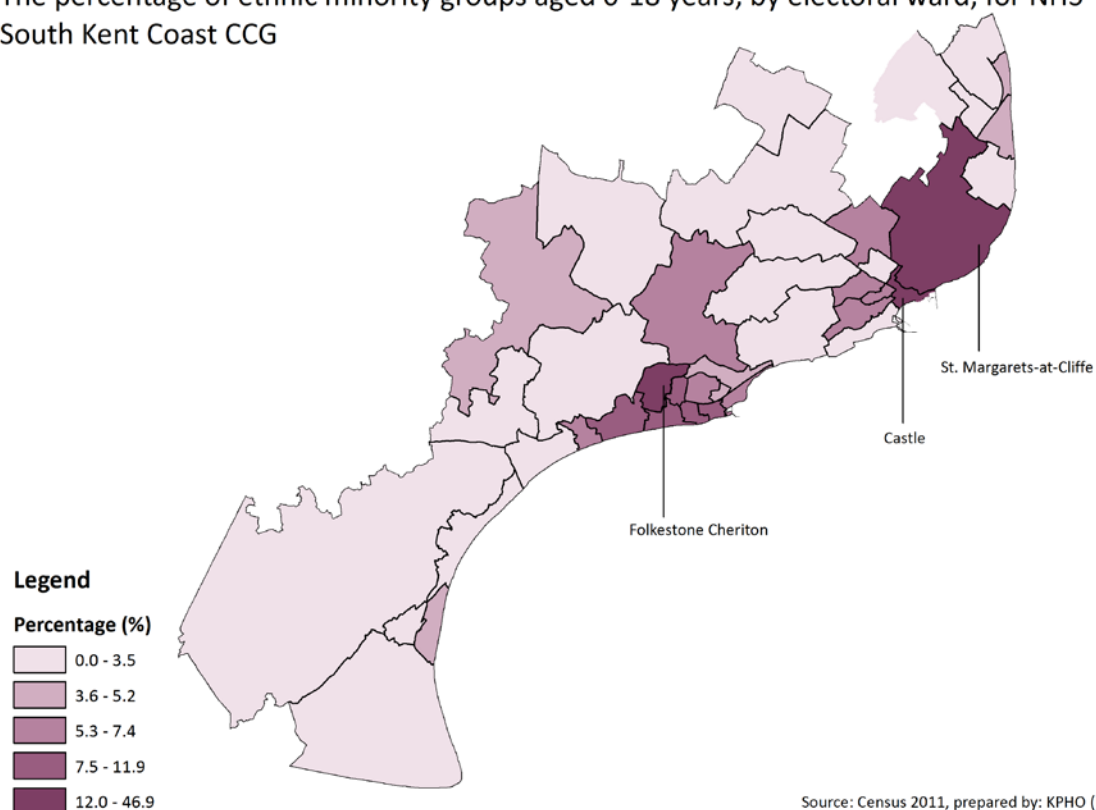 The percentage of ethnic minority groups aged 0-18 years, by electoral ward, for NHS
South Kent Coast CCG
St. Margarets-at-Cliffe
Castle
Folkestone Cheriton
Legend
Percentage (%)
0.0 - 3.5
3.6 - 5.2
5.3 - 7.4
7.5 - 11.9
12.0 - 46.9
Source: Census 2011, prepared by: KPHO (